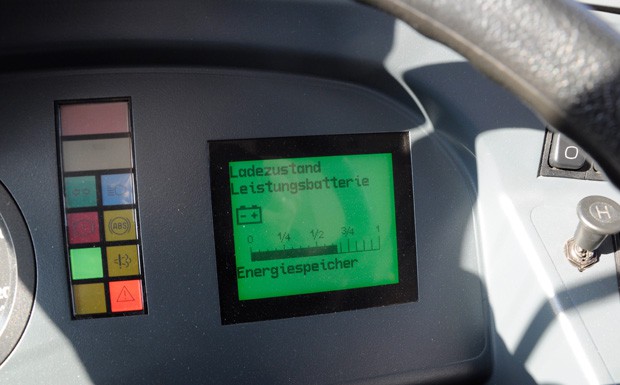 Ladezustand
Leistungsbatterie
- +
0 1/4 1/2 3/4 1
Energiespeicher
ABS
0
H